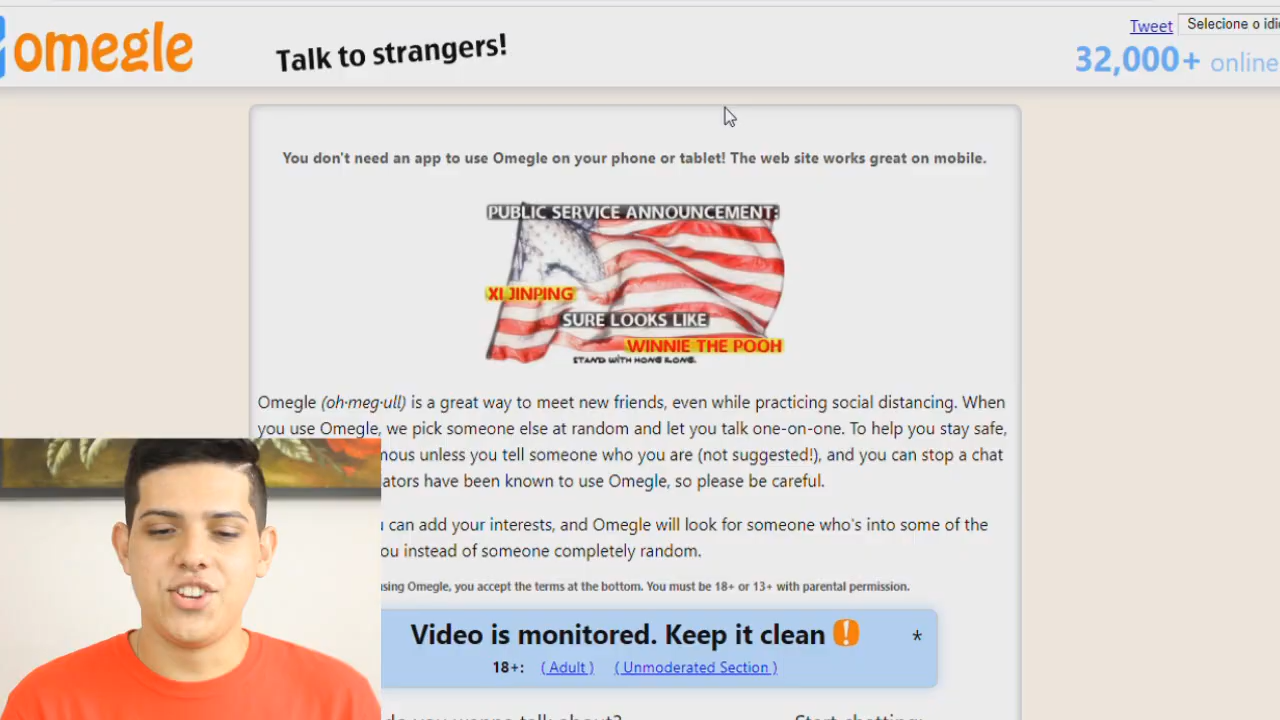 omegle
Talk to strangers!
Tweet
Selecione o idi
32,000+ online
You don't need an app to use Omegle on your phone or tablet! The web site works great on mobile.
PUBLIC SERVICE ANNOUNCEMENT:
XI JINPING
SURE LOOKS LIKE
WINNIE THE POOH
STAND WITH HONG KONG.
Omegle (oh·meg·ull) is a great way to meet new friends, even while practicing social distancing. When
you use Omegle, we pick someone else at random and let you talk one-on-one. To help you stay safe,
mous unless you tell someone who you are (not suggested!), and you can stop a chat
ators have been known to use Omegle, so please be careful.
can add your interests, and Omegle will look for someone who's into some of the
ou instead of someone completely random.
sing Omegle, you accept the terms at the bottom. You must be 18+ or 13+ with parental permission.
Video is monitored. Keep it clean ! *
18+: ( Adult ) ( Unmoderated Section )
do you wanna talk about? Start chatting: